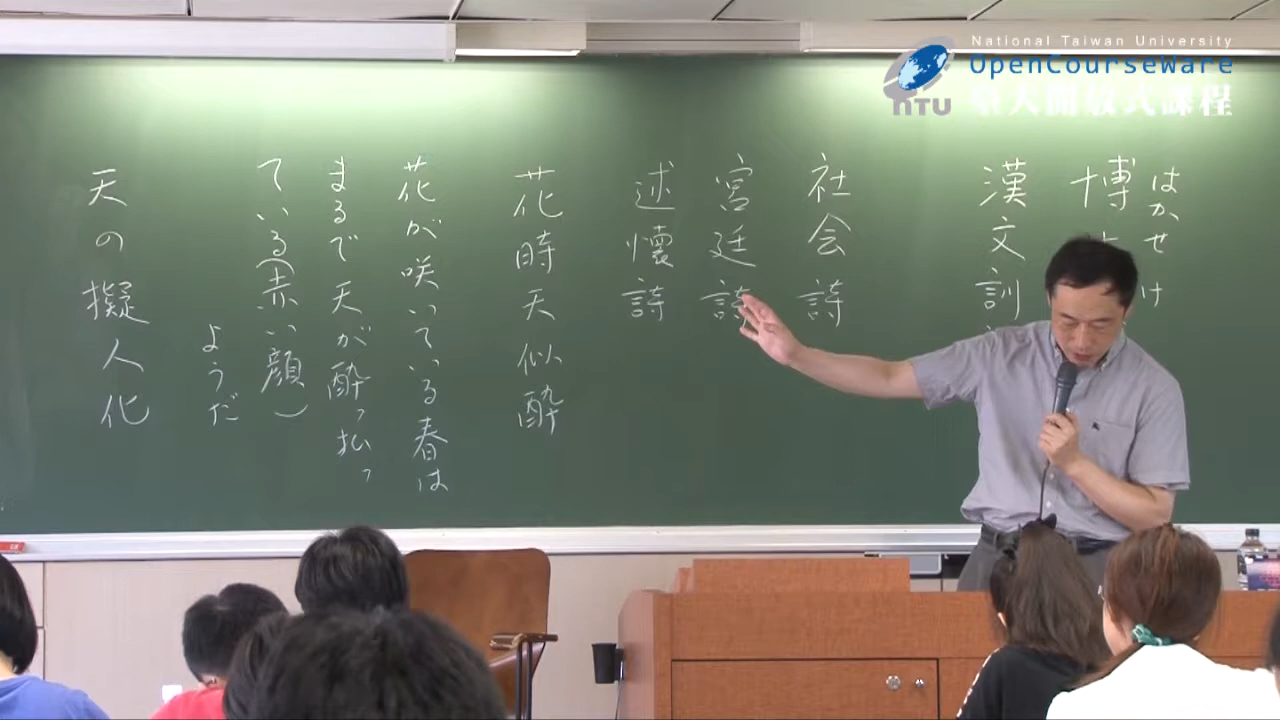 National Taiwan University
OpenCourseWare
臺大開放式課程
NTU
はかせ け
博
漢文訓
社会詩
宮廷詩
述懐詩
花時天似酔
花が咲いている春は
まるで天が酔っ払っ
ている(赤い顔)
ようだ
天の擬人化